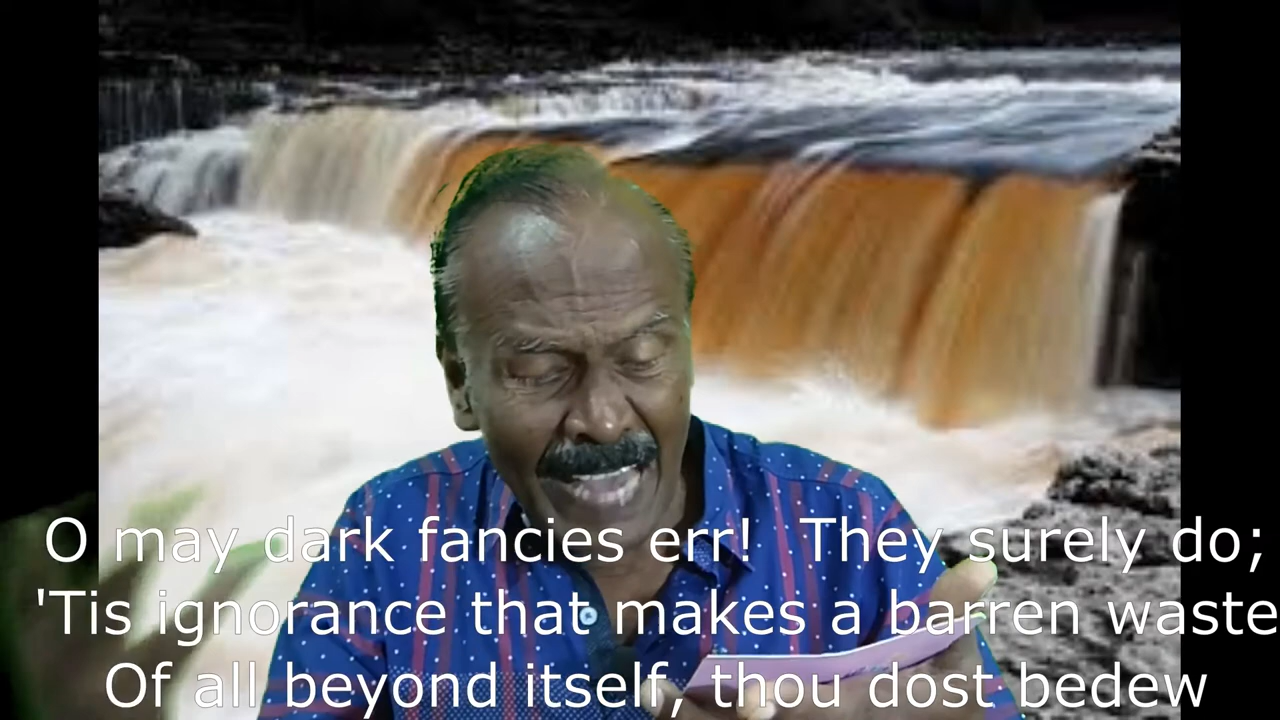 O may dark fancies err!  They surely do;
'Tis ignorance that makes a barren waste
Of all beyond itself, thou dost bedew